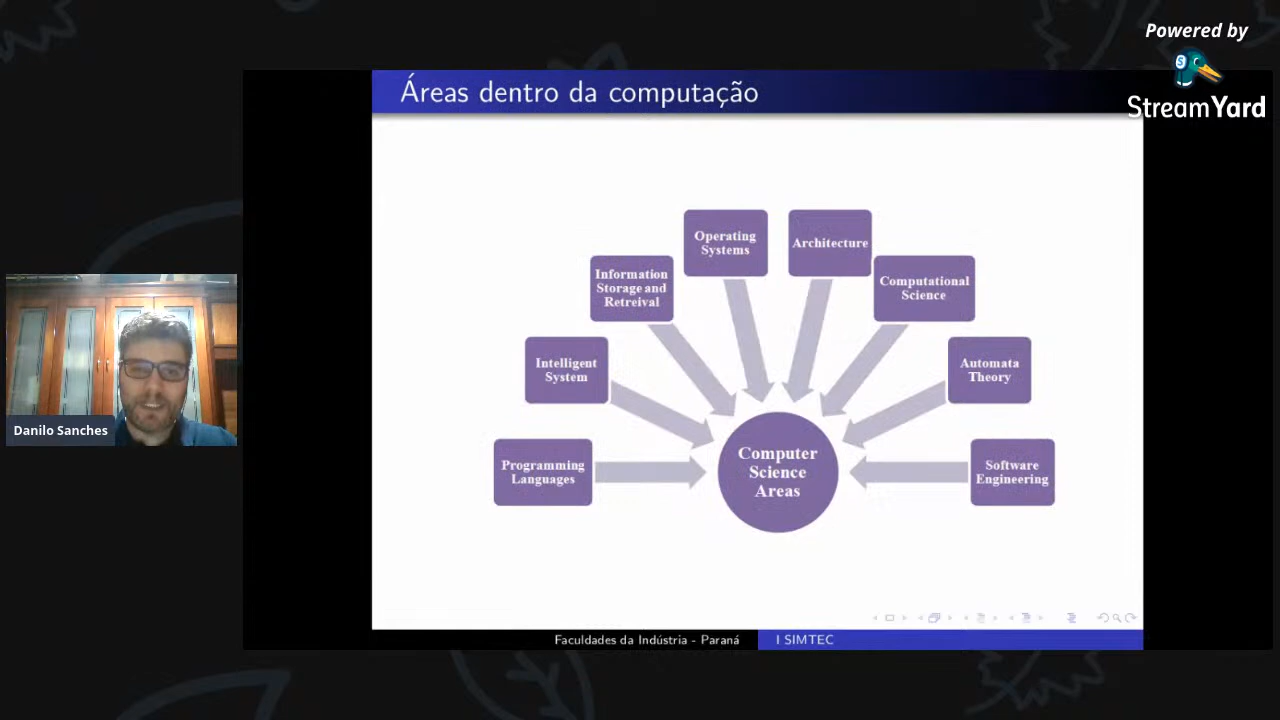 Powered by
StreamYard
Áreas dentro da computação
Operating
Systems
Architecture
Information
Storage and
Retreival
Computational
Science
Intelligent
System
Automata
Theory
Programming
Languages
Computer
Science
Areas
Software
Engineering
Danilo Sanches
Faculdades da Indústria - Paraná
I SIMTEC